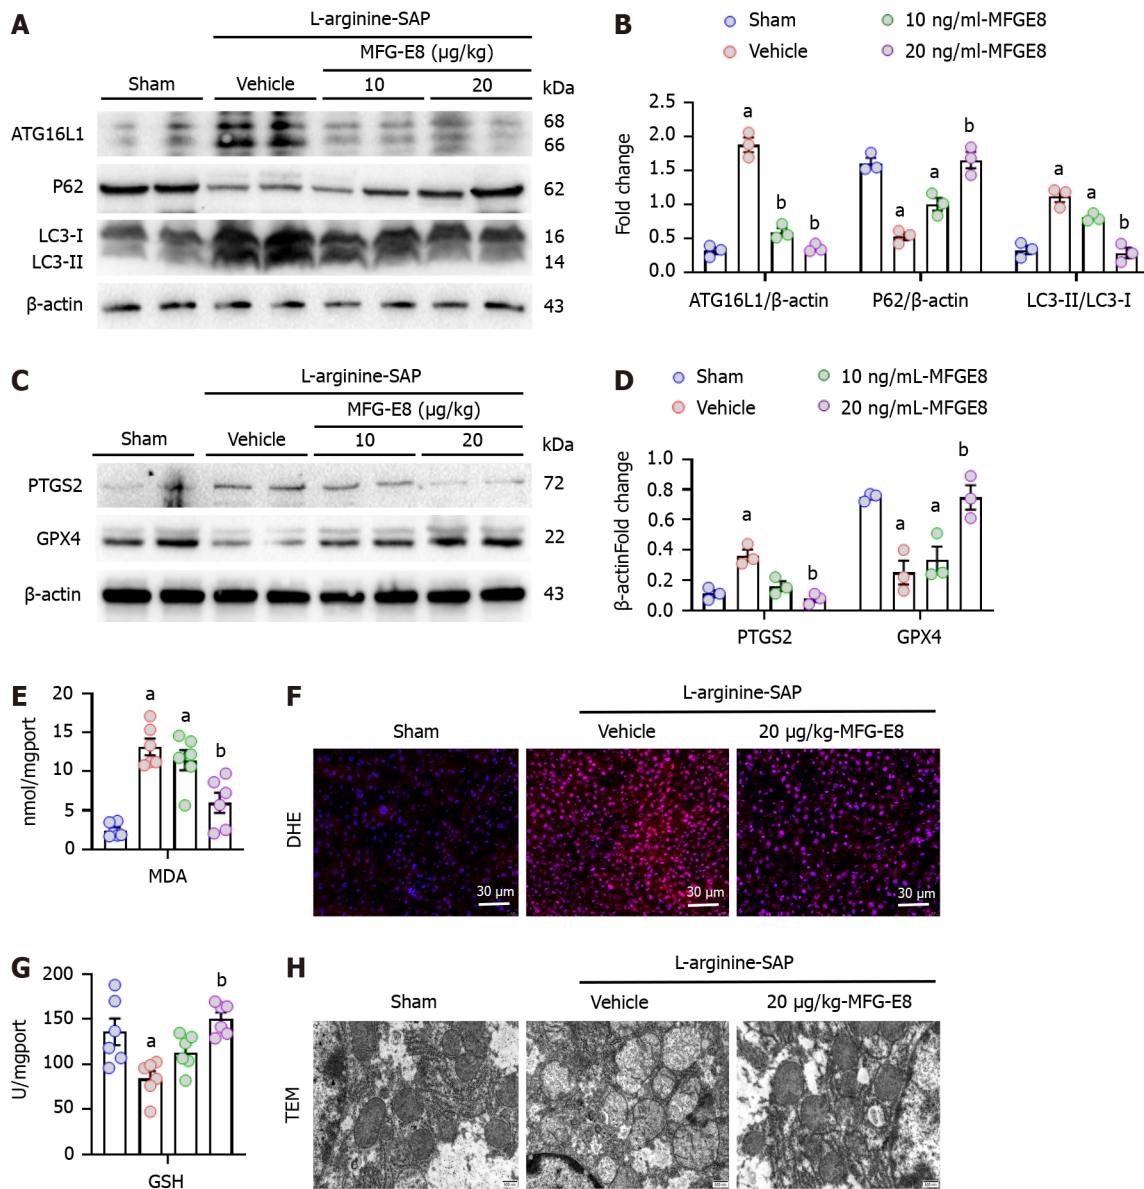 A
L-arginine-SAP
MFG-E8 (µg/kg)
Sham Vehicle 10 20 kDa
ATG16L1 68
66
P62 62
LC3-I 16
LC3-II 14
β-actin 43
B
Sham 10 ng/ml-MFGE8
Vehicle 20 ng/ml-MFGE8
Fold change
2.5
2.0
1.5
1.0
0.5
0.0
a b b a a b a a b
ATG16L1/β-actin P62/β-actin LC3-II/LC3-I
C
L-arginine-SAP
MFG-E8 (µg/kg)
Sham Vehicle 10 20 kDa
PTGS2 72
GPX4 22
β-actin 43
D
Sham 10 ng/mL-MFGE8
Vehicle 20 ng/mL-MFGE8
β-actinFold change
1.0
0.8
0.6
0.4
0.2
0.0
a b a a b
PTGS2 GPX4
E
nmol/mgport
20
15
10
5
0
a a b
MDA
F
L-arginine-SAP
Sham Vehicle 20 µg/kg-MFG-E8
DHE
30 µm 30 µm 30 µm
G
U/mgport
200
150
100
50
0
a b
GSH
H
L-arginine-SAP
Sham Vehicle 20 µg/kg-MFG-E8
TEM